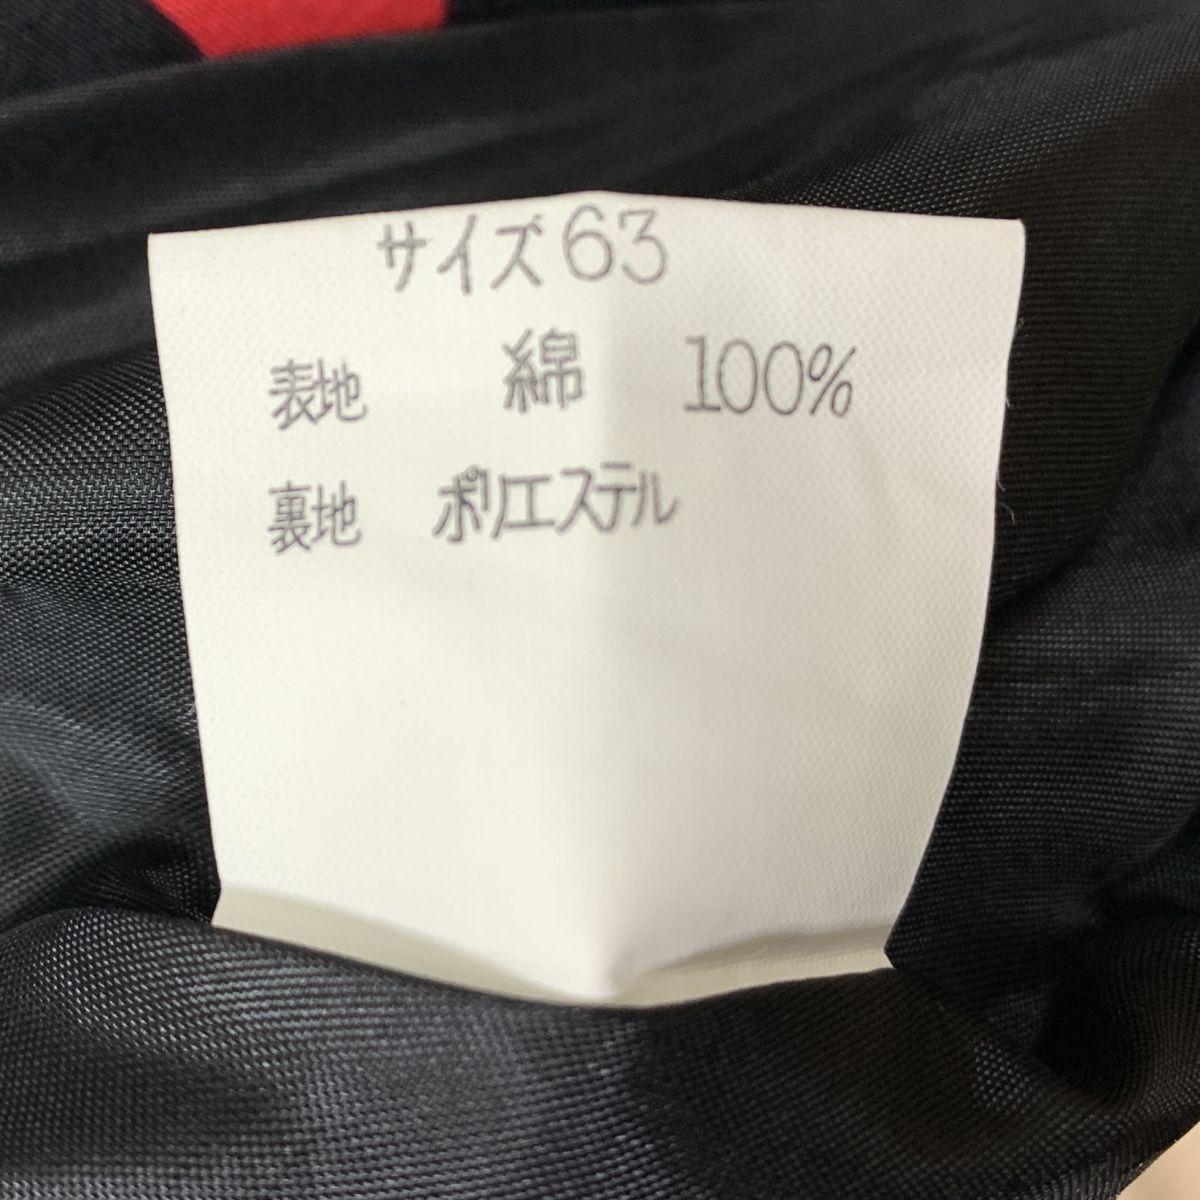 サイズ63
表地 綿 100%
裏地 ポリエステル